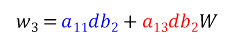 w₃ = a₁₁db₂ + a₁₃db₂W